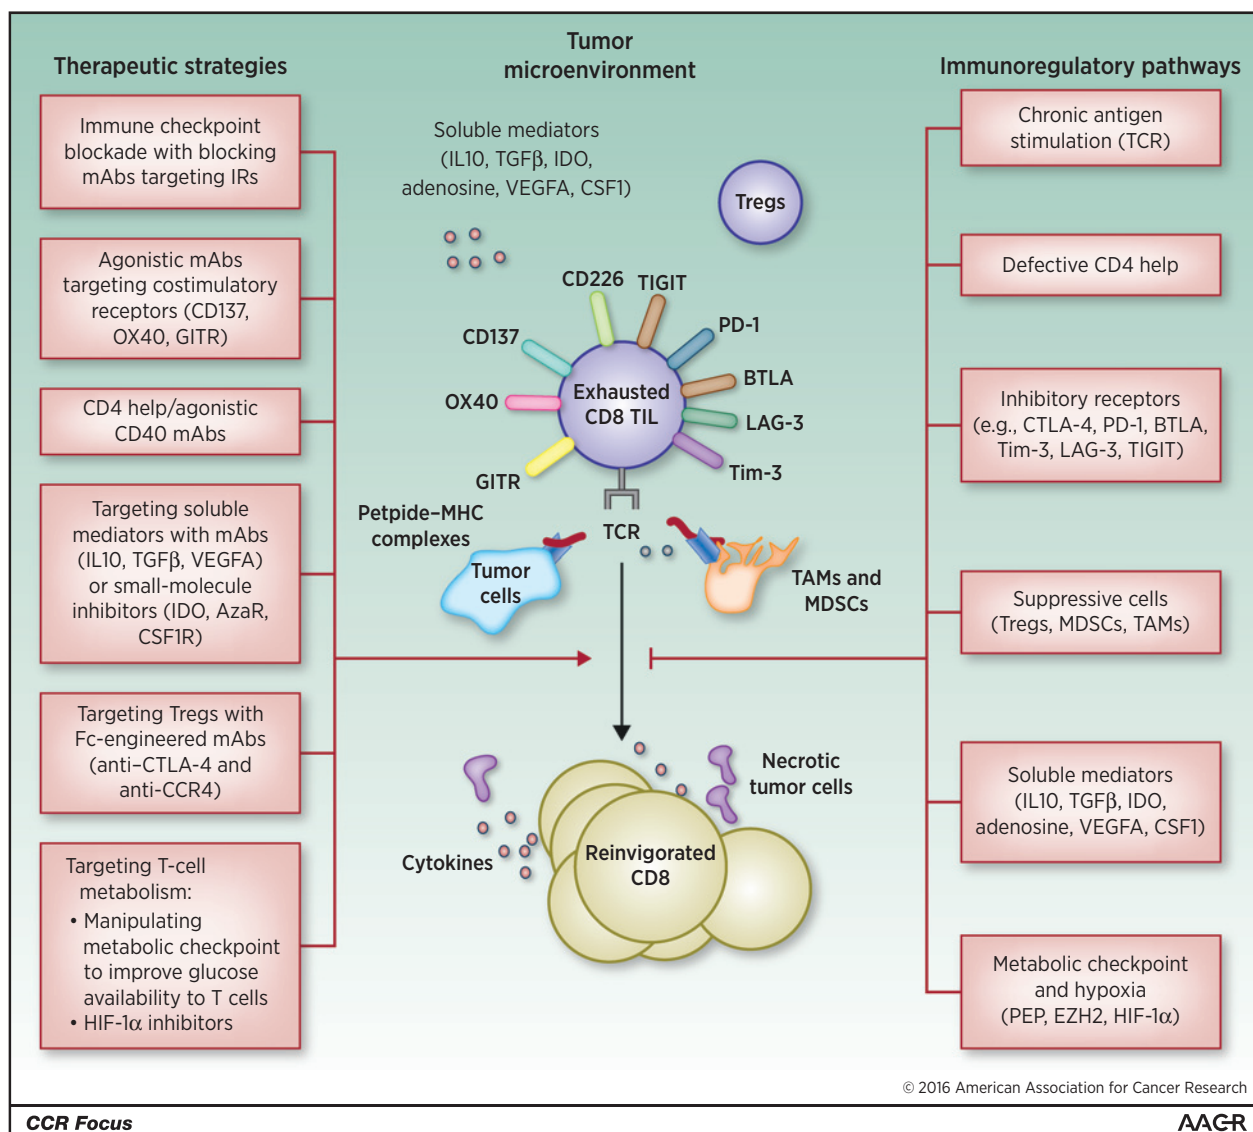 Therapeutic strategies
Immune checkpoint
blockade with blocking
mAbs targeting IRs
Agonistic mAbs
targeting costimulatory
receptors (CD137,
OX40, GITR)
CD4 help/agonistic
CD40 mAbs
Targeting soluble
mediators with mAbs
(IL10, TGFβ, VEGFA)
or small-molecule
inhibitors (IDO, AzaR,
CSF1R)
Targeting Tregs with
Fc-engineered mAbs
(anti–CTLA-4 and
anti-CCR4)
Targeting T-cell
metabolism:
• Manipulating
metabolic checkpoint
to improve glucose
availability to T cells
• HIF-1α inhibitors
Tumor
microenvironment
Soluble mediators
(IL10, TGFβ, IDO,
adenosine, VEGFA, CSF1)
Tregs
CD226
TIGIT
CD137
PD-1
OX40
Exhausted
CD8 TIL
BTLA
LAG-3
GITR
Tim-3
Petpide–MHC
complexes
TCR
Tumor
cells
TAMs and
MDSCs
Necrotic
tumor cells
Cytokines
Reinvigorated
CD8
Immunoregulatory pathways
Chronic antigen
stimulation (TCR)
Defective CD4 help
Inhibitory receptors
(e.g., CTLA-4, PD-1, BTLA,
Tim-3, LAG-3, TIGIT)
Suppressive cells
(Tregs, MDSCs, TAMs)
Soluble mediators
(IL10, TGFβ, IDO,
adenosine, VEGFA, CSF1)
Metabolic checkpoint
and hypoxia
(PEP, EZH2, HIF-1α)
© 2016 American Association for Cancer Research
CCR Focus
AACR